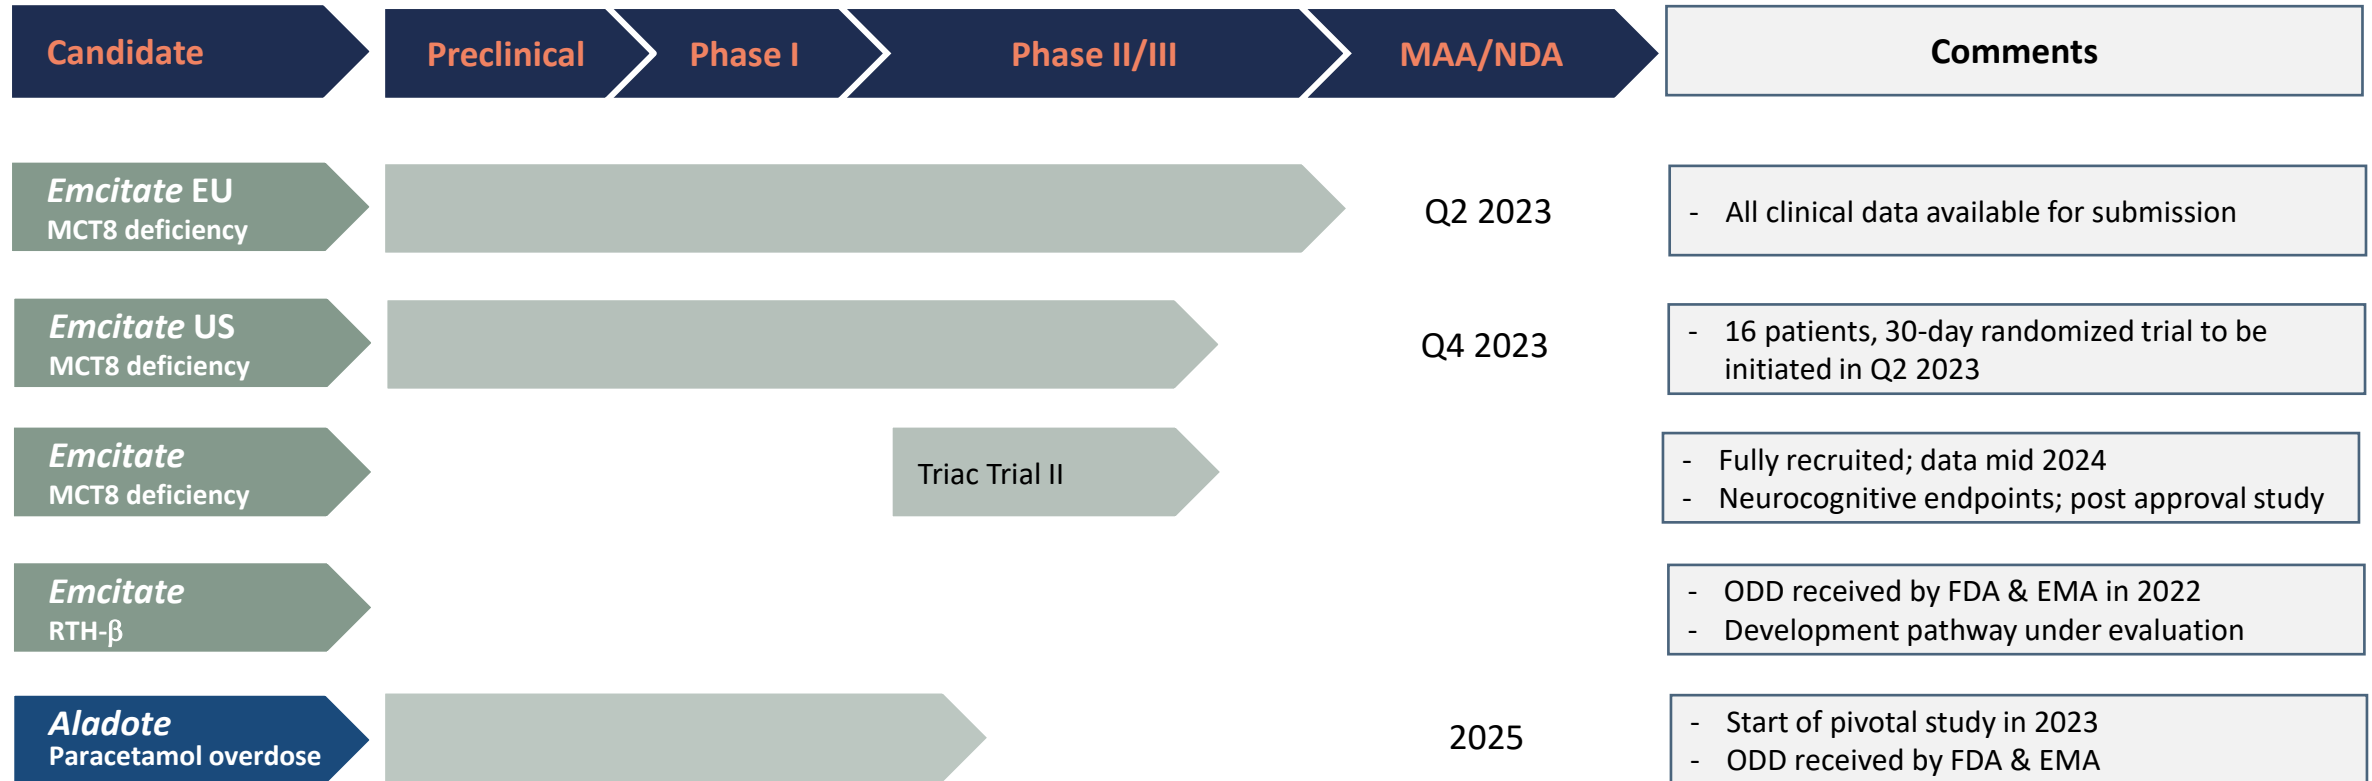 Candidate
Preclinical
Phase I
Phase II/III
MAA/NDA
Comments
Emcitate EU
MCT8 deficiency
Q2 2023
- All clinical data available for submission
Emcitate US
MCT8 deficiency
Q4 2023
- 16 patients, 30-day randomized trial to be
initiated in Q2 2023
Emcitate
MCT8 deficiency
Triac Trial II
- Fully recruited; data mid 2024
- Neurocognitive endpoints; post approval study
Emcitate
RTH-β
- ODD received by FDA & EMA in 2022
- Development pathway under evaluation
Aladote
Paracetamol overdose
2025
- Start of pivotal study in 2023
- ODD received by FDA & EMA